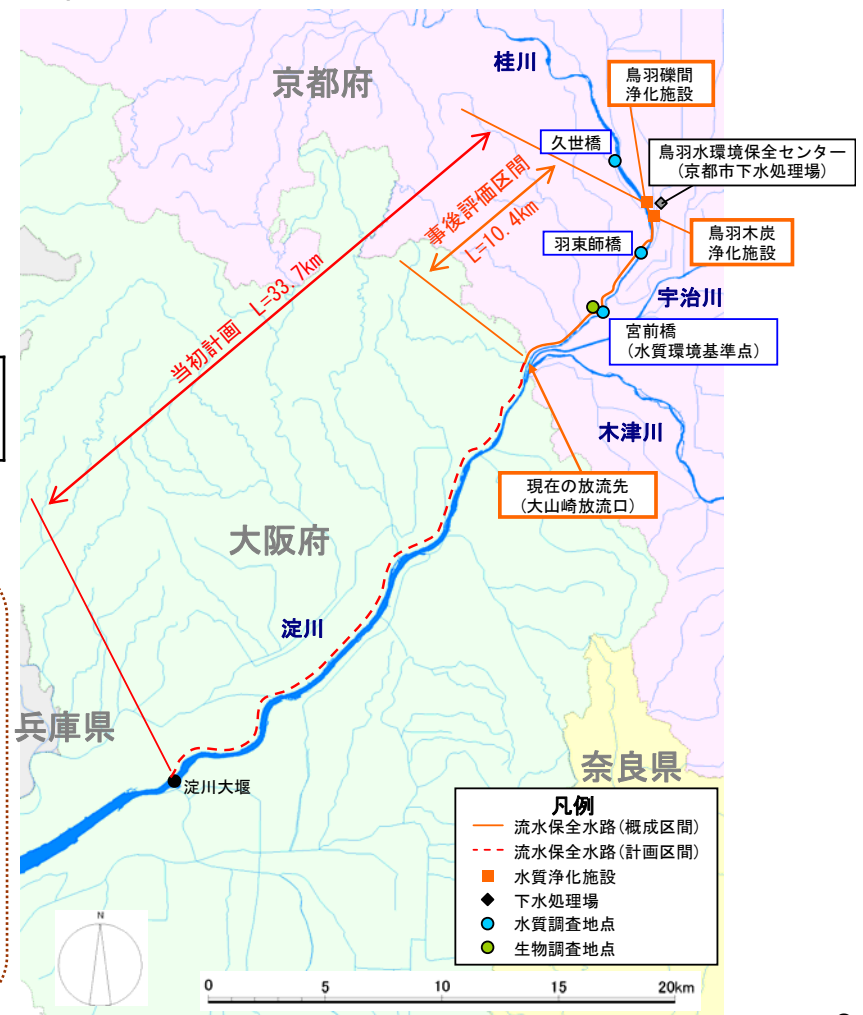 京都府
桂川
鳥羽礫間
浄化施設
久世橋
鳥羽水環境保全センター
(京都市下水処理場)
事後評価区間
L=10.4km
羽束師橋
鳥羽木炭
浄化施設
当初計画 L=33.7km
宇治川
宮前橋
(水質環境基準点)
木津川
現在の放流先
(大山崎放流口)
大阪府
淀川
兵庫県
奈良県
淀川大堰
凡例
流水保全水路(概成区間)
流水保全水路(計画区間)
水質浄化施設
下水処理場
水質調査地点
生物調査地点
N
0 5 10 15 20km